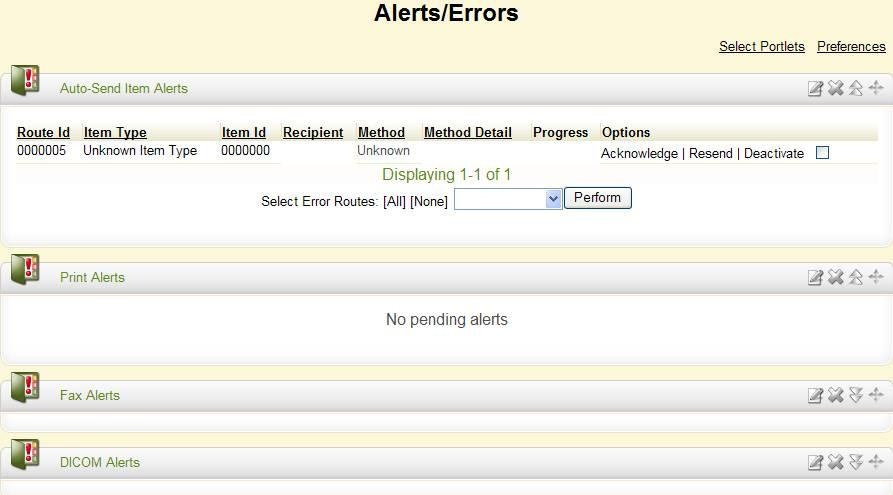 Alerts/Errors
Select Portlets Preferences
Auto-Send Item Alerts
Route Id Item Type Item Id Recipient Method Method Detail Progress Options
0000005 Unknown Item Type 0000000 Unknown Acknowledge | Resend | Deactivate
Displaying 1-1 of 1
Select Error Routes: [All] [None] Perform
Print Alerts
No pending alerts
Fax Alerts
DICOM Alerts